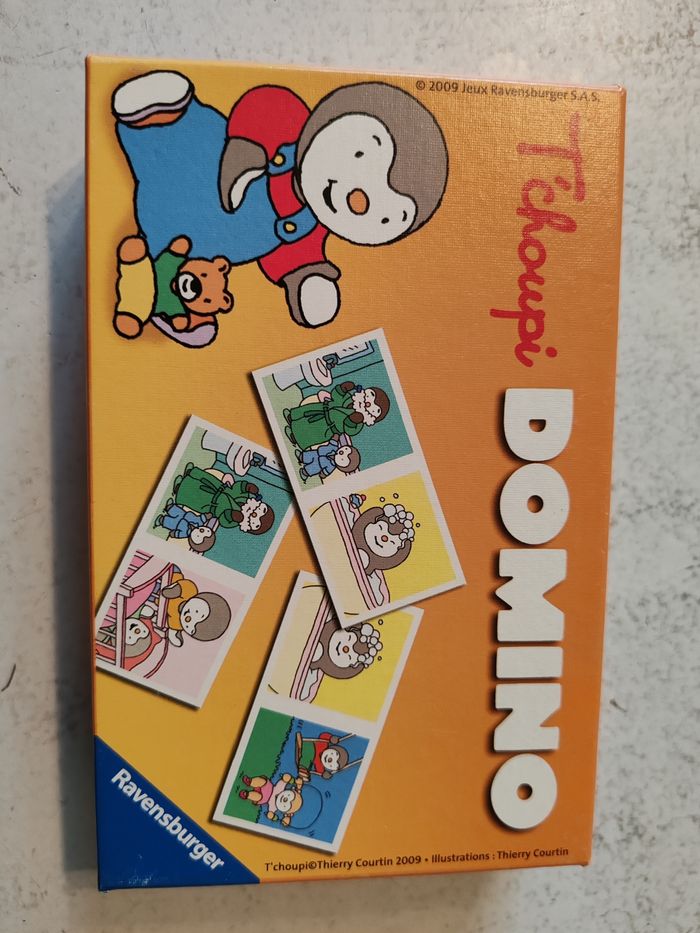 © 2009 Jeux Ravensburger S.A.S.
T'choupi
DOMINO
Ravensburger
T'choupi©Thierry Courtin 2009 • Illustrations : Thierry Courtin